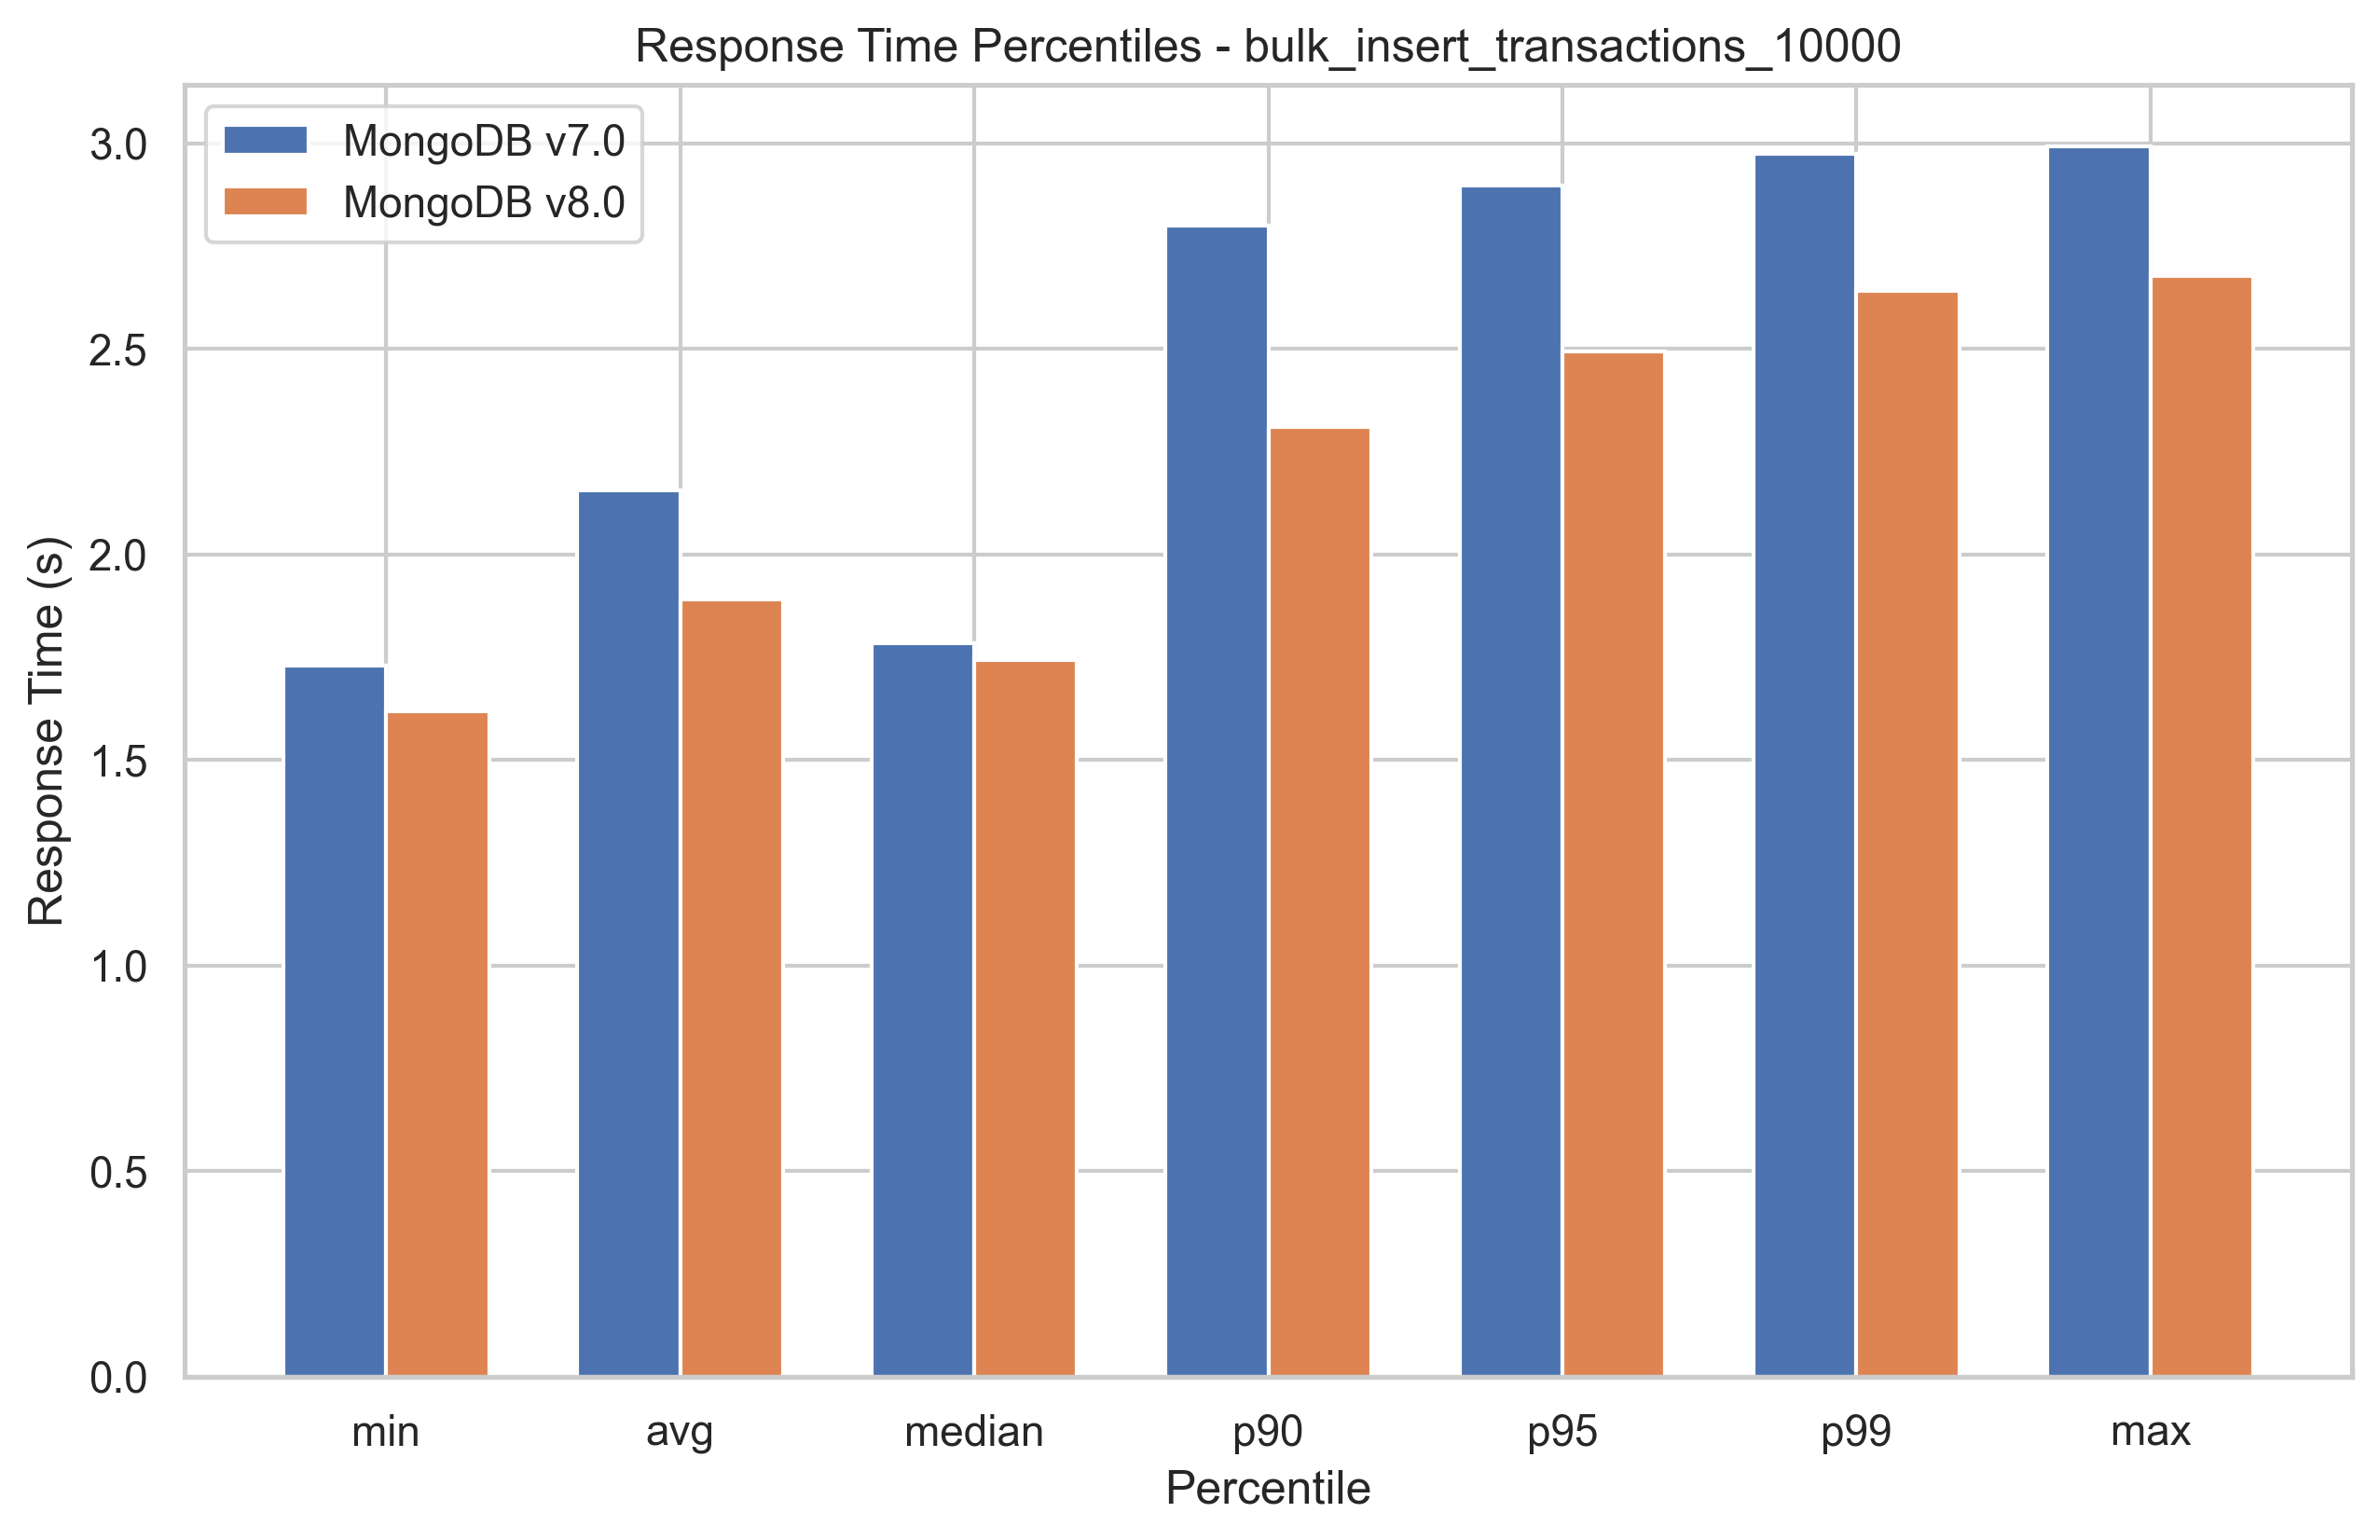 Response Time Percentiles - bulk_insert_transactions_10000
MongoDB v7.0
MongoDB v8.0
Response Time (s)
3.0
2.5
2.0
1.5
1.0
0.5
0.0
min avg median p90 p95 p99 max
Percentile